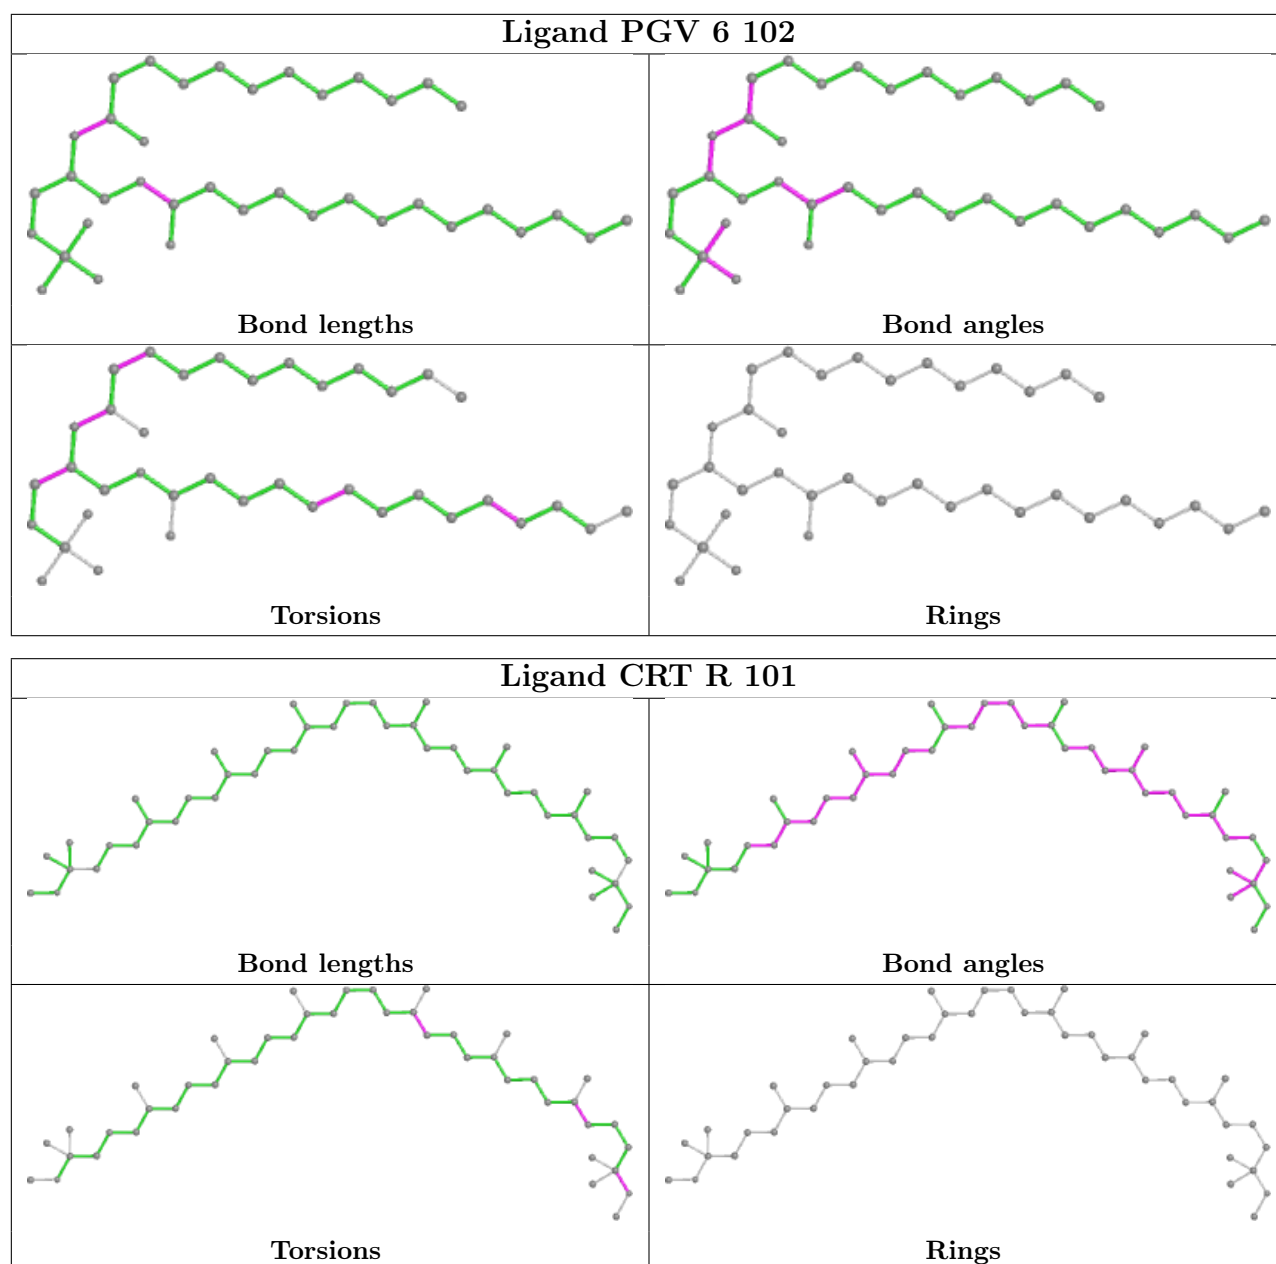 Ligand PGV 6 102
Bond lengths
Bond angles
Torsions
Rings
Ligand CRT R 101
Bond lengths
Bond angles
Torsions
Rings